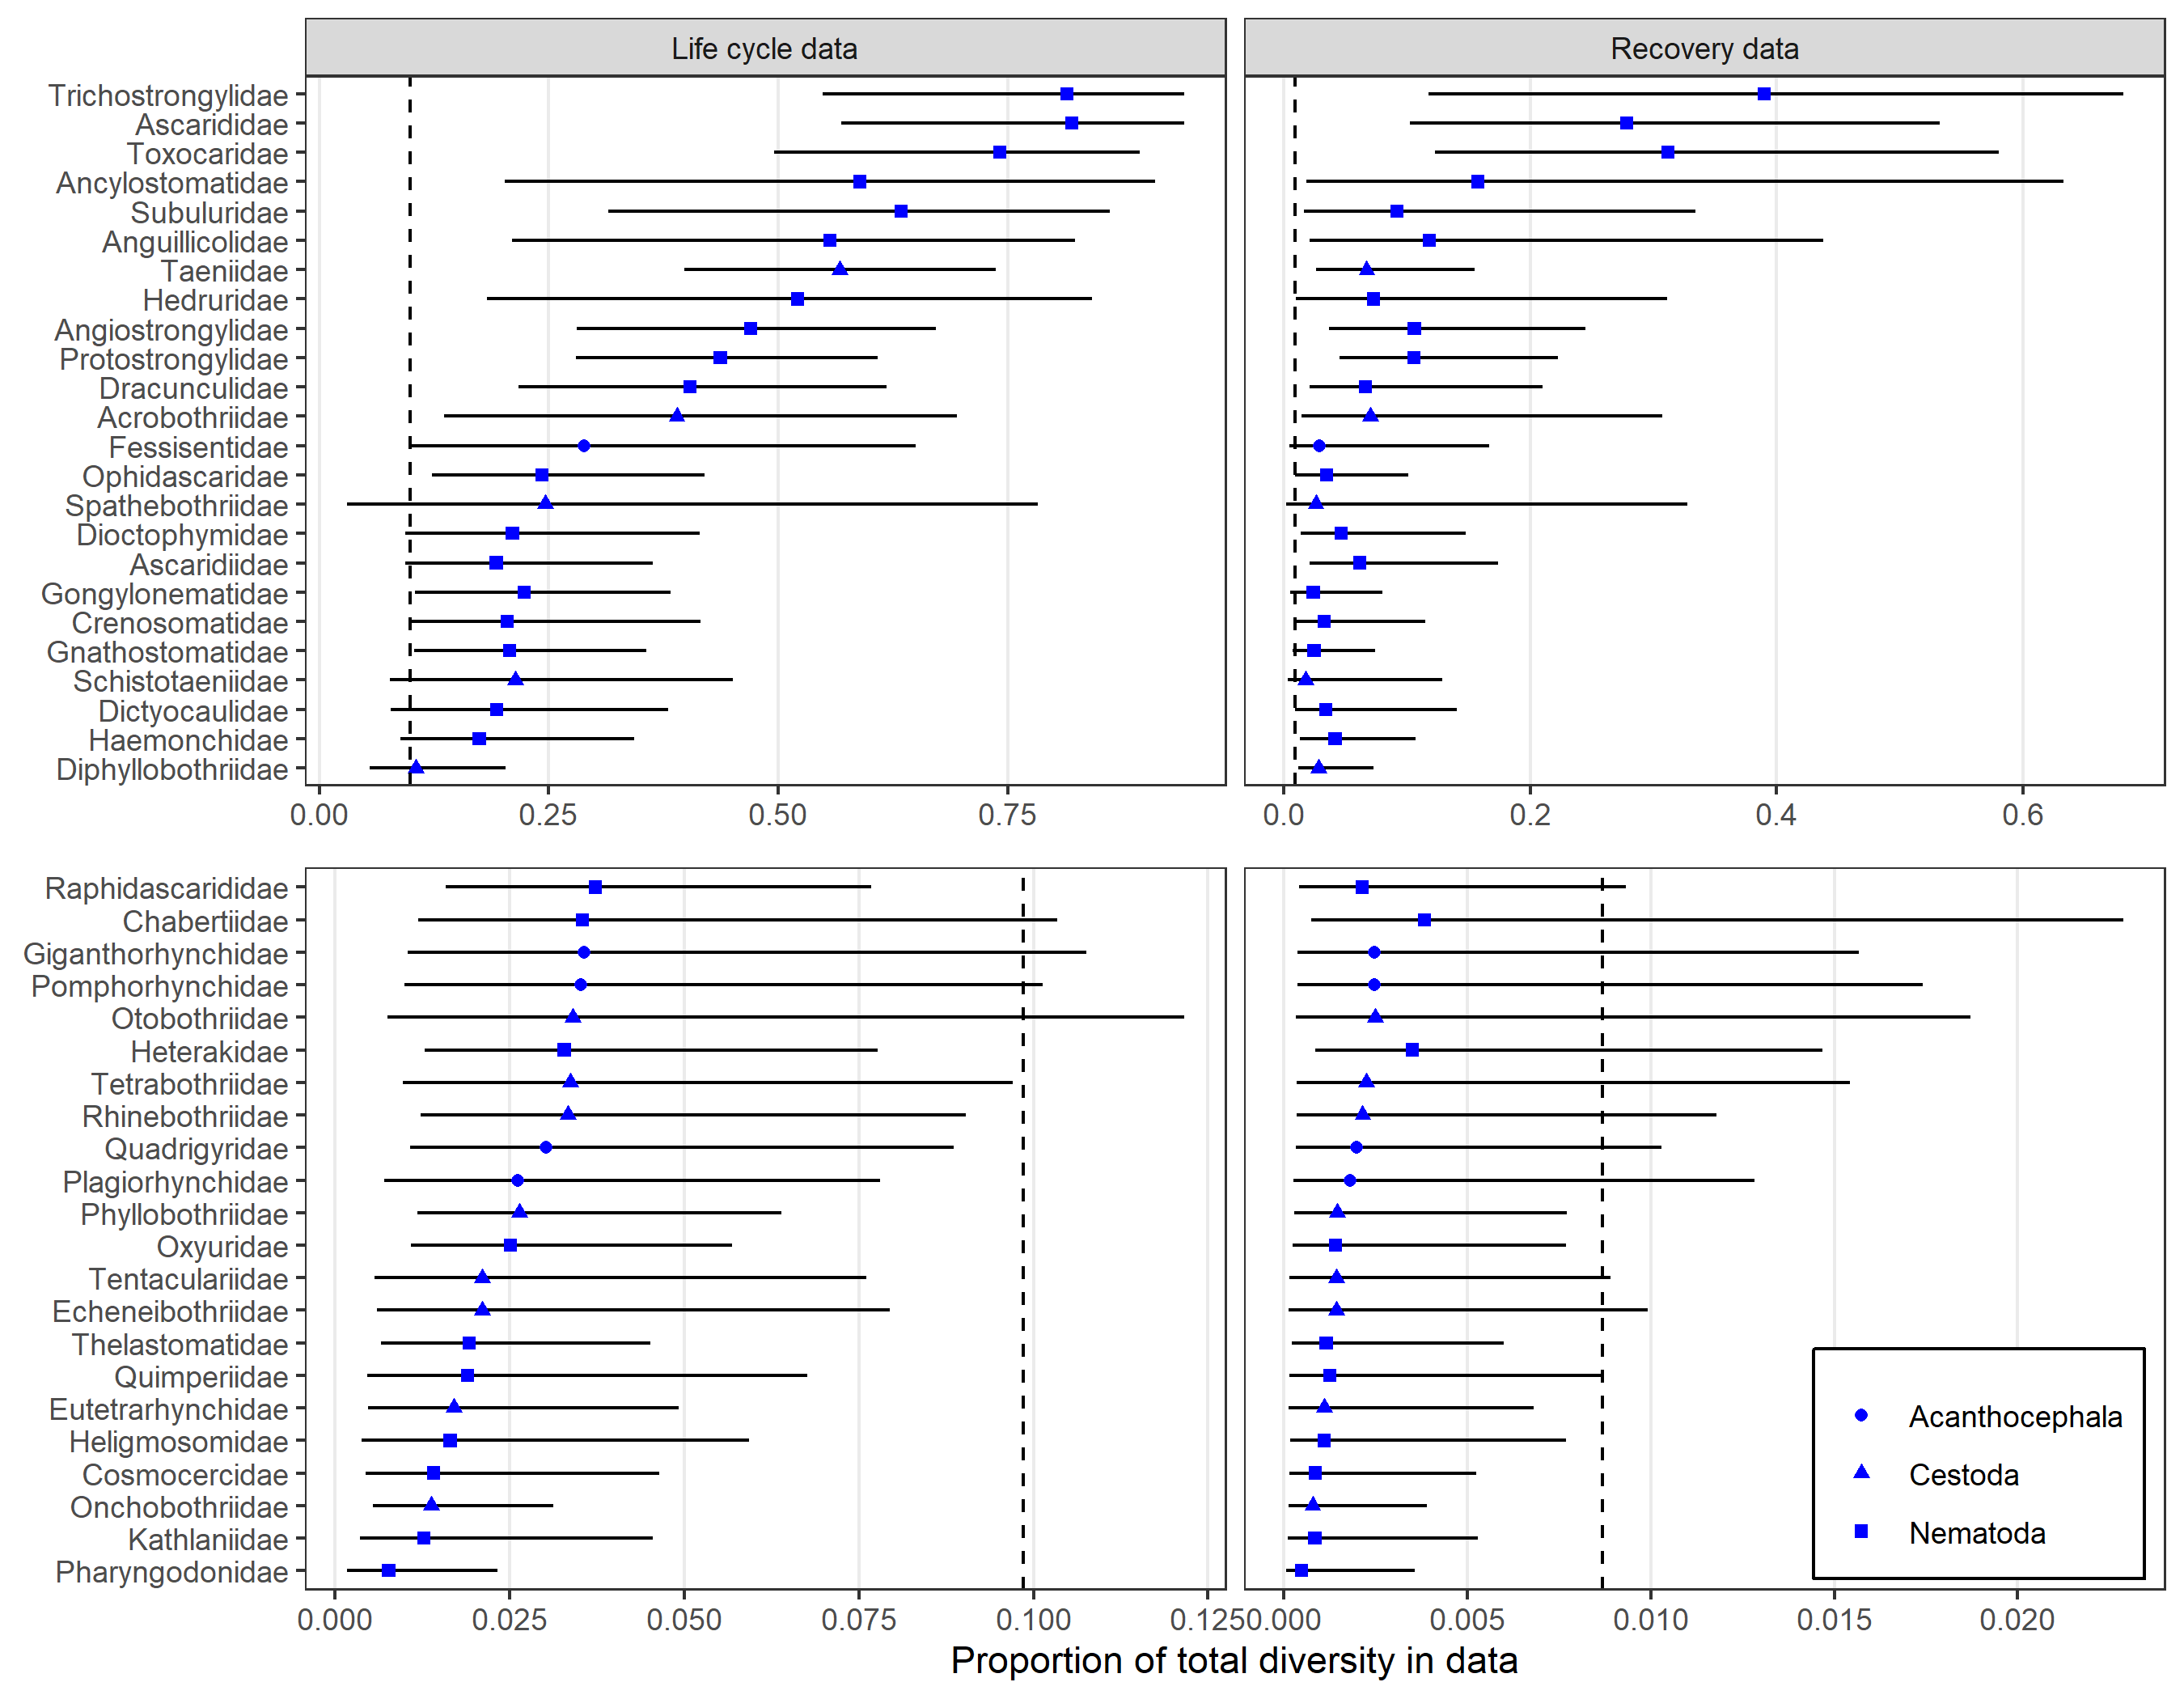 Life cycle data
Recovery data
Trichostrongylidae
Ascarididae
Toxocaridae
Ancylostomatidae
Subuluridae
Anguillicolidae
Taeniidae
Hedruridae
Angiostrongylidae
Protostrongylidae
Dracunculidae
Acrobothriidae
Fessisentidae
Ophidascaridae
Spathebothriidae
Dioctophymidae
Ascaridiidae
Gongylonematidae
Crenosomatidae
Gnathostomatidae
Schistotaeniidae
Dictyocaulidae
Haemonchidae
Diphyllobothriidae
0.00 0.25 0.50 0.75
0.0 0.2 0.4 0.6
Raphidascarididae
Chabertiidae
Giganthorhynchidae
Pomphorhynchidae
Otobothriidae
Heterakidae
Tetrabothriidae
Rhinebothriidae
Quadrigyridae
Plagiorhynchidae
Phyllobothriidae
Oxyuridae
Tentaculariidae
Echeneibothriidae
Thelastomatidae
Quimperiidae
Eutetrarhynchidae
Heligmosomidae
Cosmocercidae
Onchobothriidae
Kathlaniidae
Pharyngodonidae
Acanthocephala
Cestoda
Nematoda
0.000 0.025 0.050 0.075 0.100 0.125
0.000 0.005 0.010 0.015 0.020
Proportion of total diversity in data